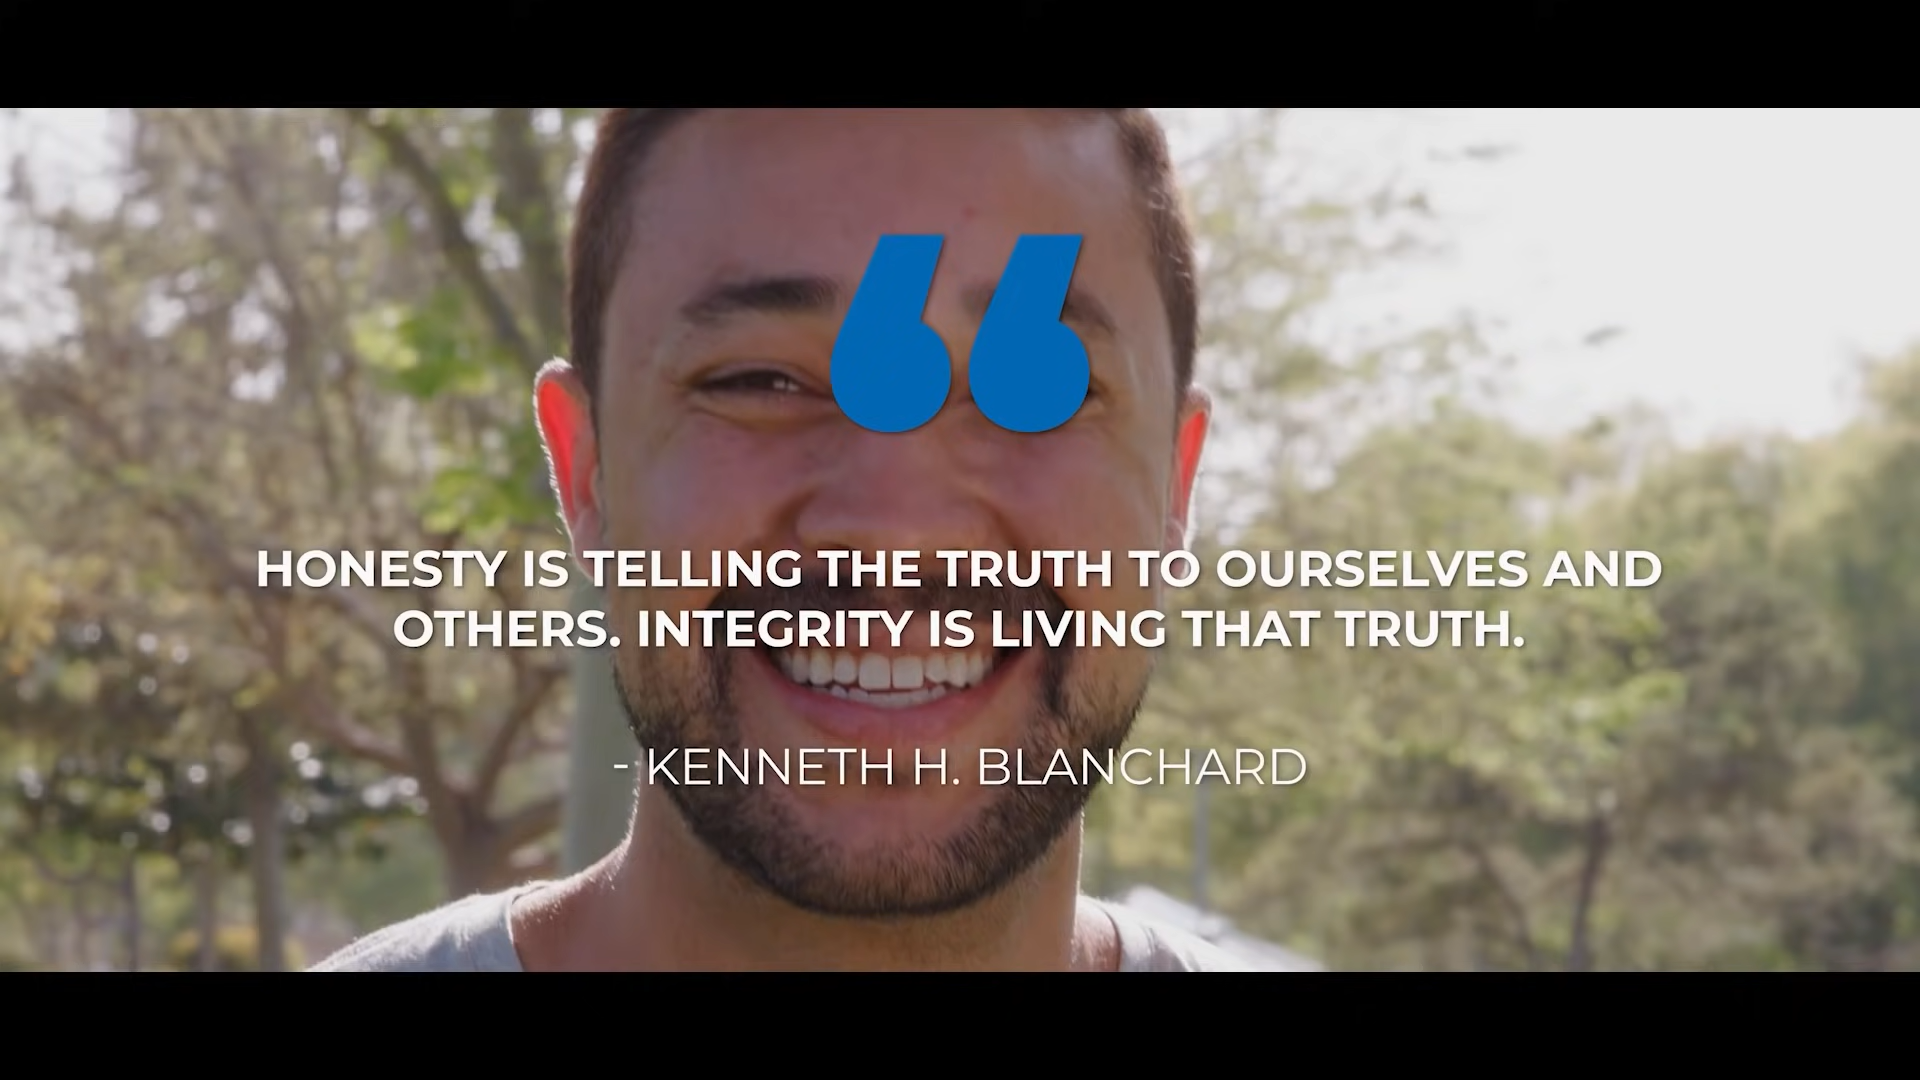 HONESTY IS TELLING THE TRUTH TO OURSELVES AND
OTHERS. INTEGRITY IS LIVING THAT TRUTH.
- KENNETH H. BLANCHARD